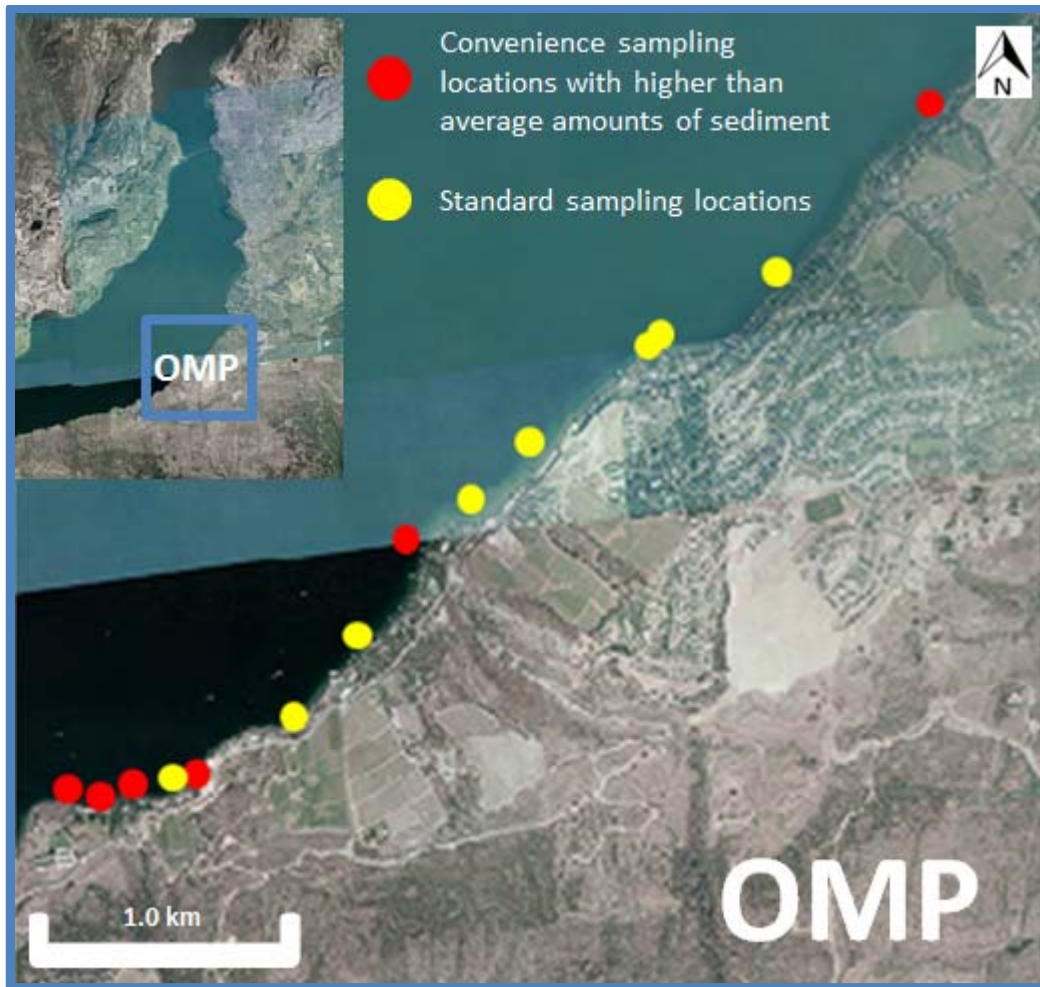 Convenience sampling
locations with higher than
average amounts of sediment
N
Standard sampling locations
OMP
1.0 km
OMP